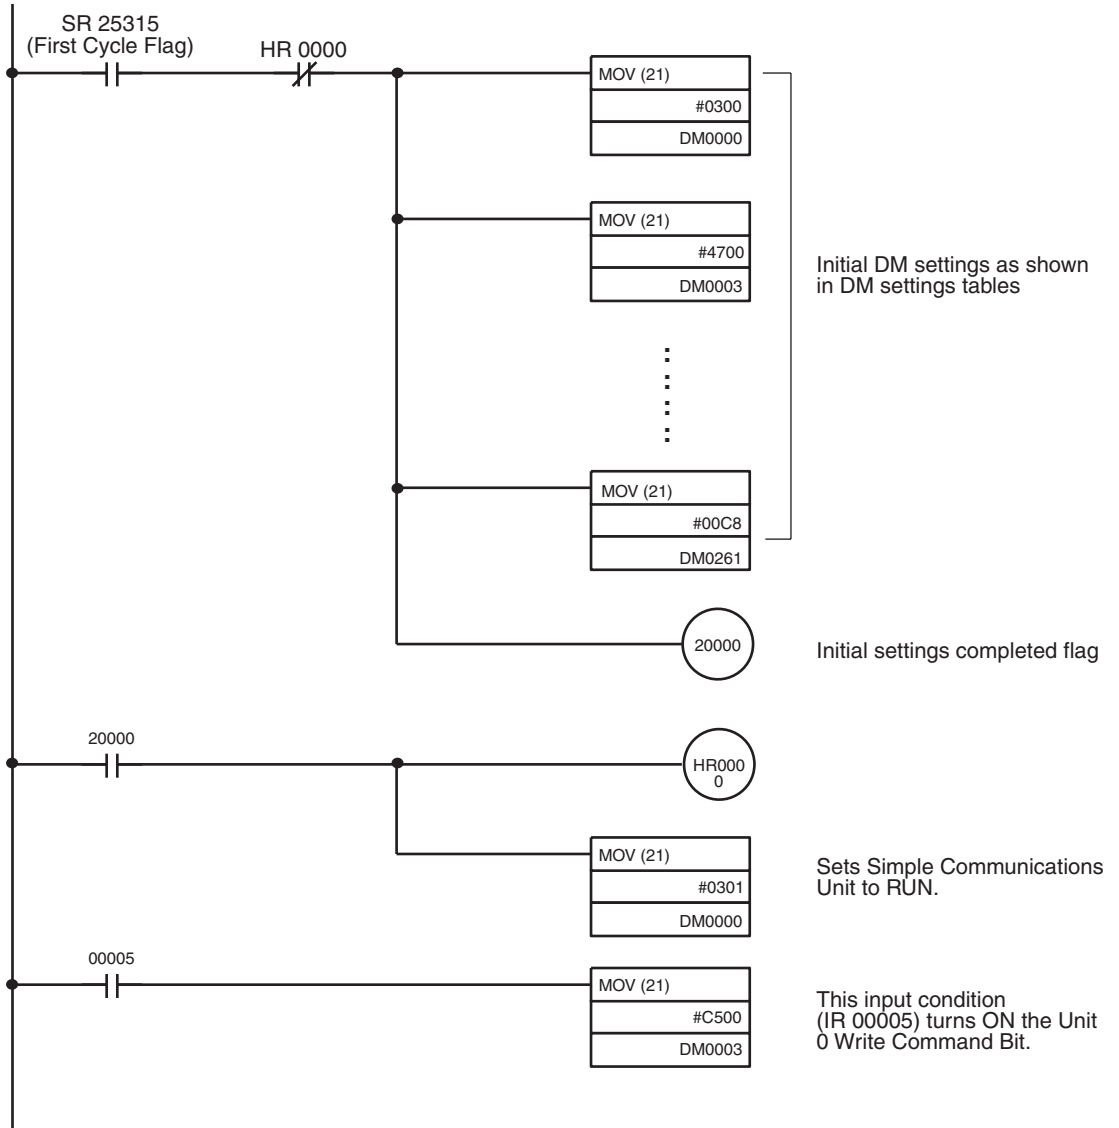 SR 25315
(First Cycle Flag)
HR 0000
MOV (21)
#0300
DM0000
MOV (21)
#4700
DM0003
Initial DM settings as shown
in DM settings tables
MOV (21)
#00C8
DM0261
20000
Initial settings completed flag
20000
HR000
0
MOV (21)
#0301
DM0000
Sets Simple Communications
Unit to RUN.
00005
MOV (21)
#C500
DM0003
This input condition
(IR 00005) turns ON the Unit
0 Write Command Bit.